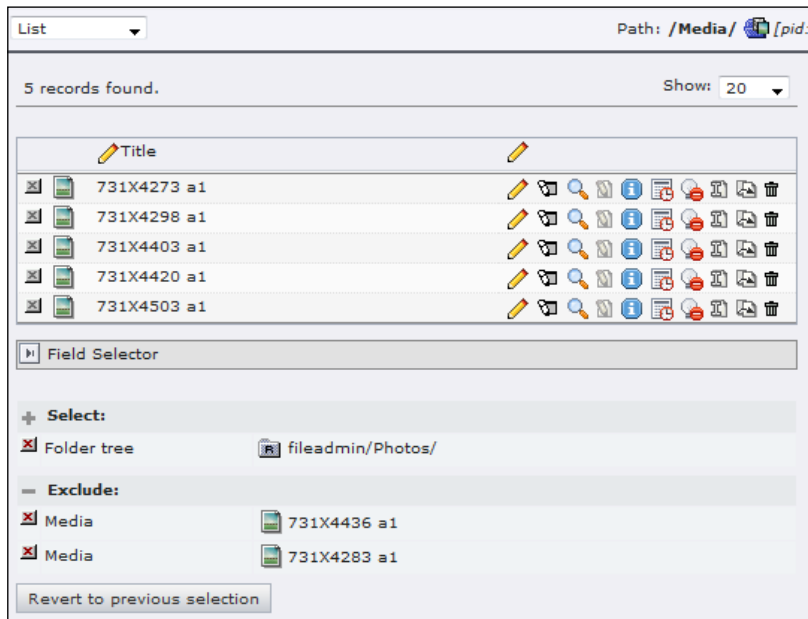 List Path: /Media/ [pid:
5 records found. Show: 20
Title
731X4273 a1
731X4298 a1
731X4403 a1
731X4420 a1
731X4503 a1
Field Selector
Select:
Folder tree fileadmin/Photos/
Exclude:
Media 731X4436 a1
Media 731X4283 a1
Revert to previous selection